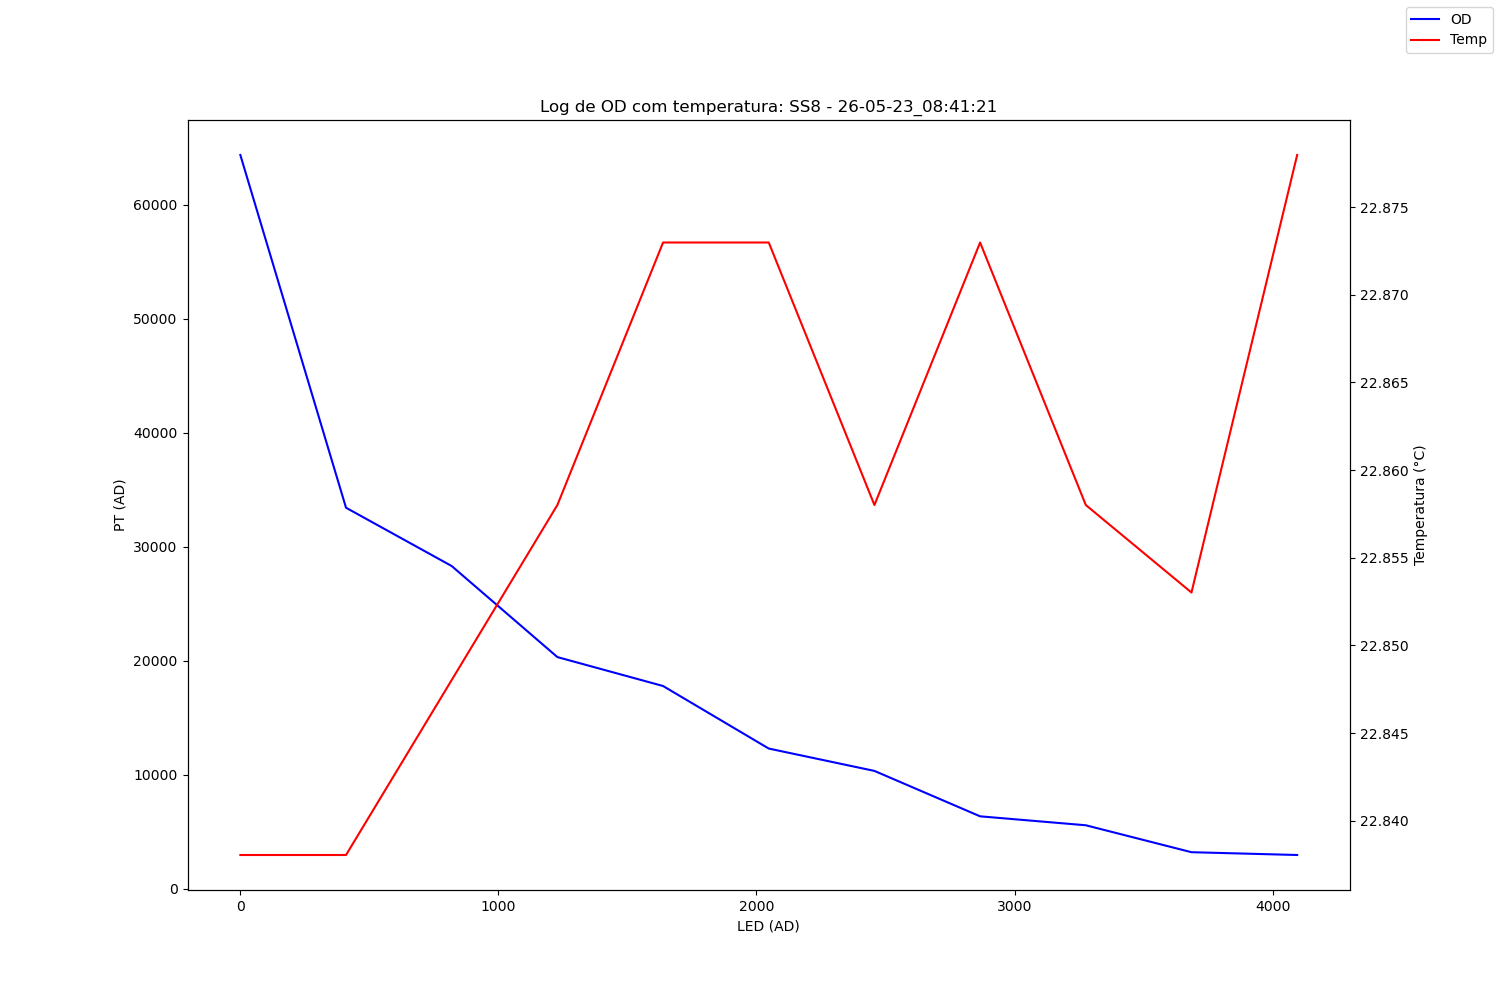 OD
Temp
Log de OD com temperatura: SS8 - 26-05-23_08:41:21
60000
50000
40000
30000
20000
10000
0
PT (AD)
22.875
22.870
22.865
22.860
22.855
22.850
22.845
22.840
Temperatura (°C)
0 1000 2000 3000 4000
LED (AD)